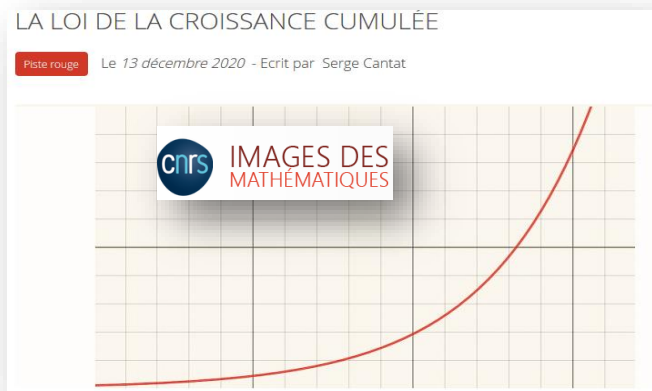 LA LOI DE LA CROISSANCE CUMULÉE
Piste rouge Le 13 décembre 2020 - Ecrit par Serge Cantat
cnrs IMAGES DES
MATHÉMATIQUES